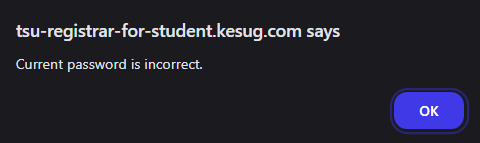 tsu-registrar-for-student.kesug.com says
Current password is incorrect.
OK